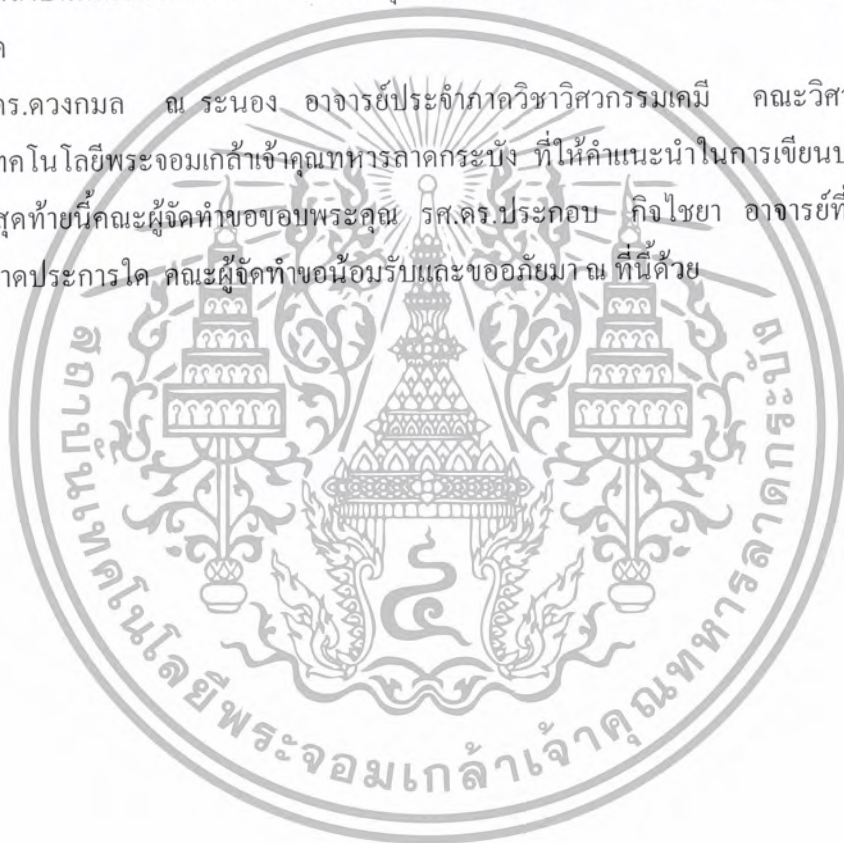 ดร.ดวงกมล ณ ระนอง อาจารย์ประจำภาควิชาวิศวกรรมเคมี คณะวิศว
ทคโนโลยีพระจอมเกล้าเจ้าคุณทหารลาดกระบัง ที่ให้คำแนะนำในการเขียนบ
สุดท้ายนี้คณะผู้จัดทำขอขอบพระคุณ รศ.ดร.ประกอบ กิจไชยา อาจารย์ที่
าดประการใด คณะผู้จัดทำขอน้อมรับและขออภัยมา ณ ที่นี้ด้วย
สถาบันเทคโนโลยีพระจอมเกล้าเจ้าคุณทหารลาดกระบัง